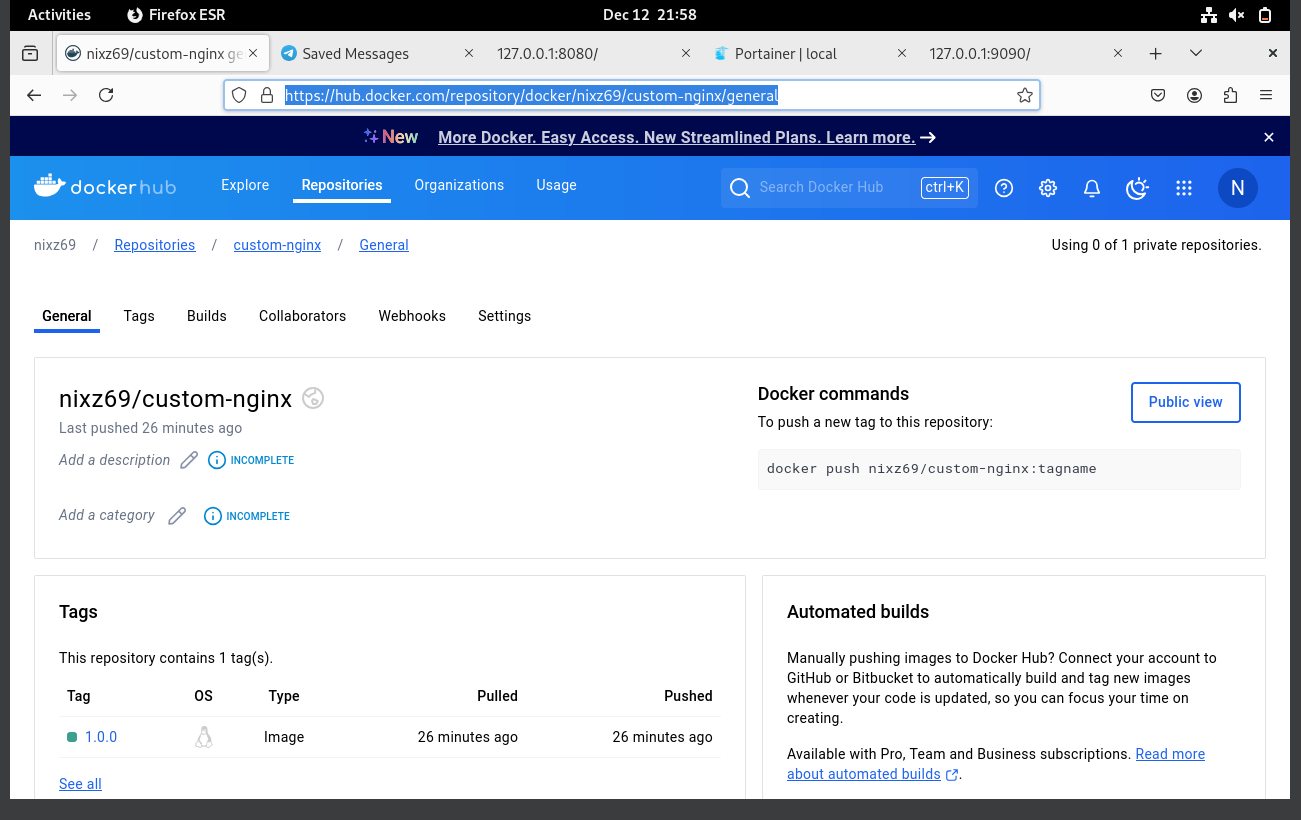 Activities Firefox ESR Dec 12 21:58
nixz69/custom-nginx ge Saved Messages 127.0.0.1:8080/ Portainer | local 127.0.0.1:9090/
https://hub.docker.com/repository/docker/nixz69/custom-nginx/general
New More Docker. Easy Access. New Streamlined Plans. Learn more.
dockerhub Explore Repositories Organizations Usage Search Docker Hub ctrl+K N
nixz69 / Repositories / custom-nginx / General Using 0 of 1 private repositories.
General Tags Builds Collaborators Webhooks Settings
nixz69/custom-nginx
Last pushed 26 minutes ago
Add a description INCOMPLETE
Add a category INCOMPLETE
Docker commands
Public view
To push a new tag to this repository:
docker push nixz69/custom-nginx:tagname
Tags
This repository contains 1 tag(s).
Tag OS Type Pulled Pushed
1.0.0 Image 26 minutes ago 26 minutes ago
See all
Automated builds
Manually pushing images to Docker Hub? Connect your account to
GitHub or Bitbucket to automatically build and tag new images
whenever your code is updated, so you can focus your time on
creating.
Available with Pro, Team and Business subscriptions. Read more
about automated builds .